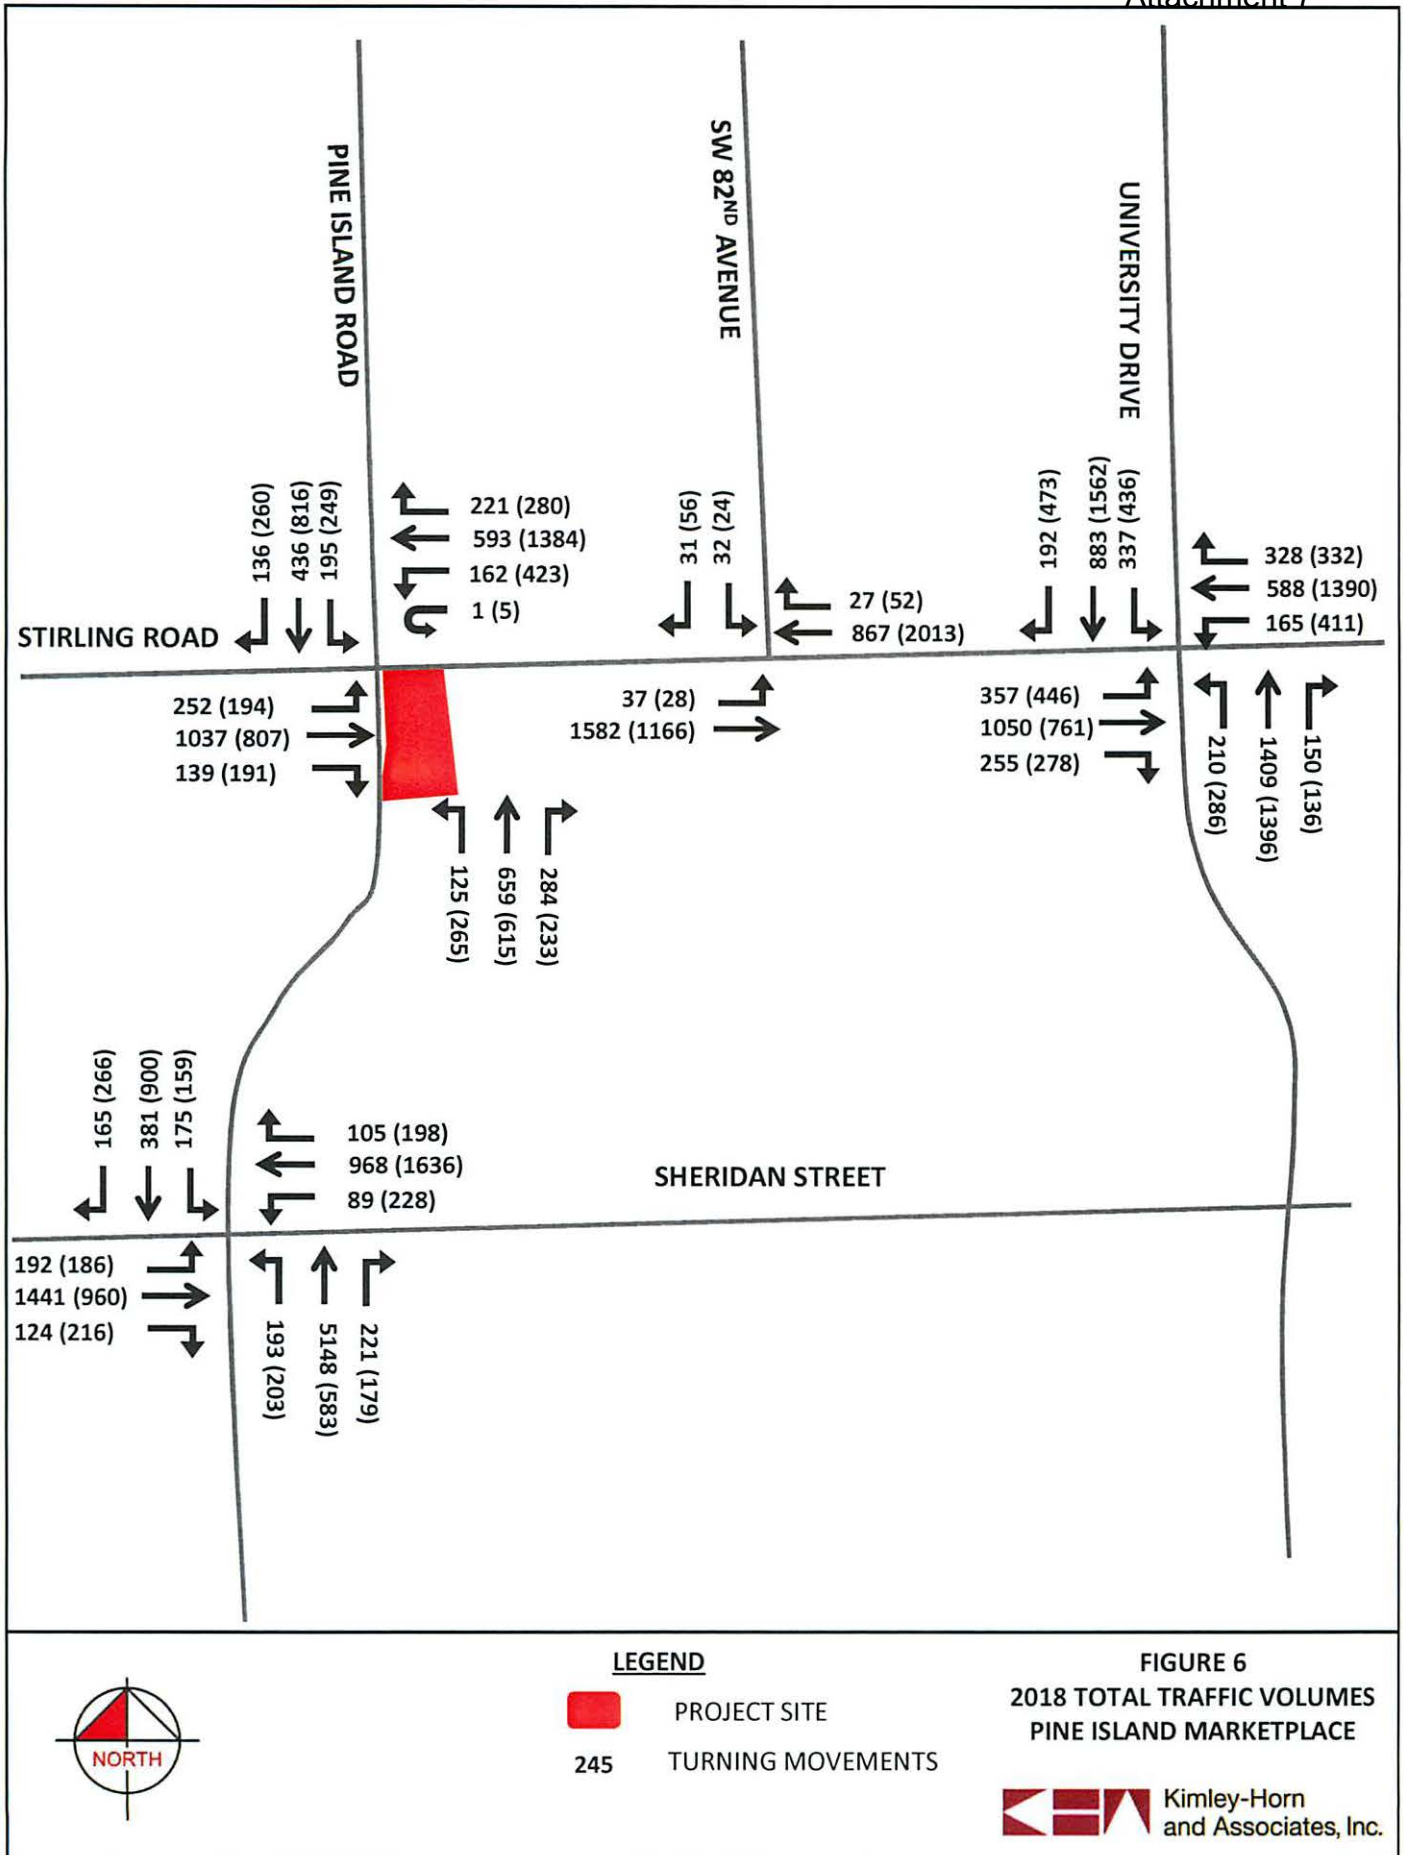 Attachment 7
PINE ISLAND ROAD
SW 82ND AVENUE
UNIVERSITY DRIVE
136 (260)
436 (816)
195 (249)
221 (280)
593 (1384)
162 (423)
1 (5)
31 (56)
32 (24)
27 (52)
867 (2013)
192 (473)
883 (1562)
337 (436)
328 (332)
588 (1390)
165 (411)
STIRLING ROAD
252 (194)
1037 (807)
139 (191)
37 (28)
1582 (1166)
357 (446)
1050 (761)
255 (278)
210 (286)
1409 (1396)
150 (136)
125 (265)
659 (615)
284 (233)
165 (266)
381 (900)
175 (159)
105 (198)
968 (1636)
89 (228)
SHERIDAN STREET
192 (186)
1441 (960)
124 (216)
193 (203)
5148 (583)
221 (179)
NORTH
LEGEND
PROJECT SITE
245 TURNING MOVEMENTS
FIGURE 6
2018 TOTAL TRAFFIC VOLUMES
PINE ISLAND MARKETPLACE
Kimley-Horn
and Associates, Inc.